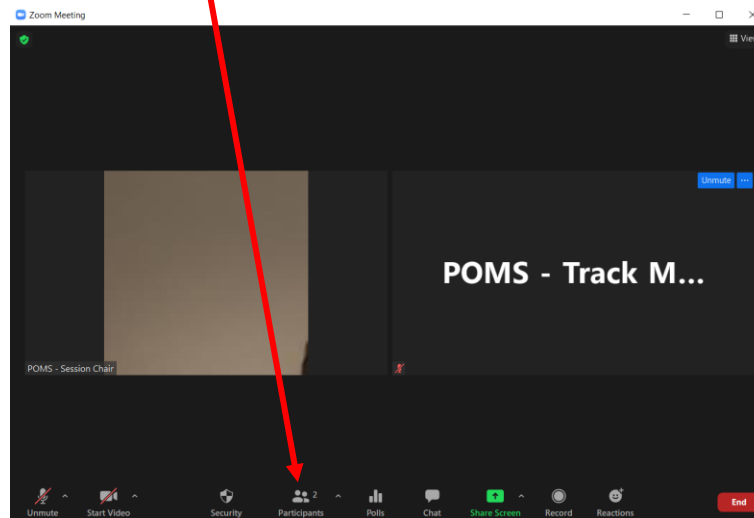 Zoom Meeting
View
Unmute ...
POMS - Track M...
POMS - Session Chair
2
Unmute Start Video Security Participants Polls Chat Share Screen Record Reactions End